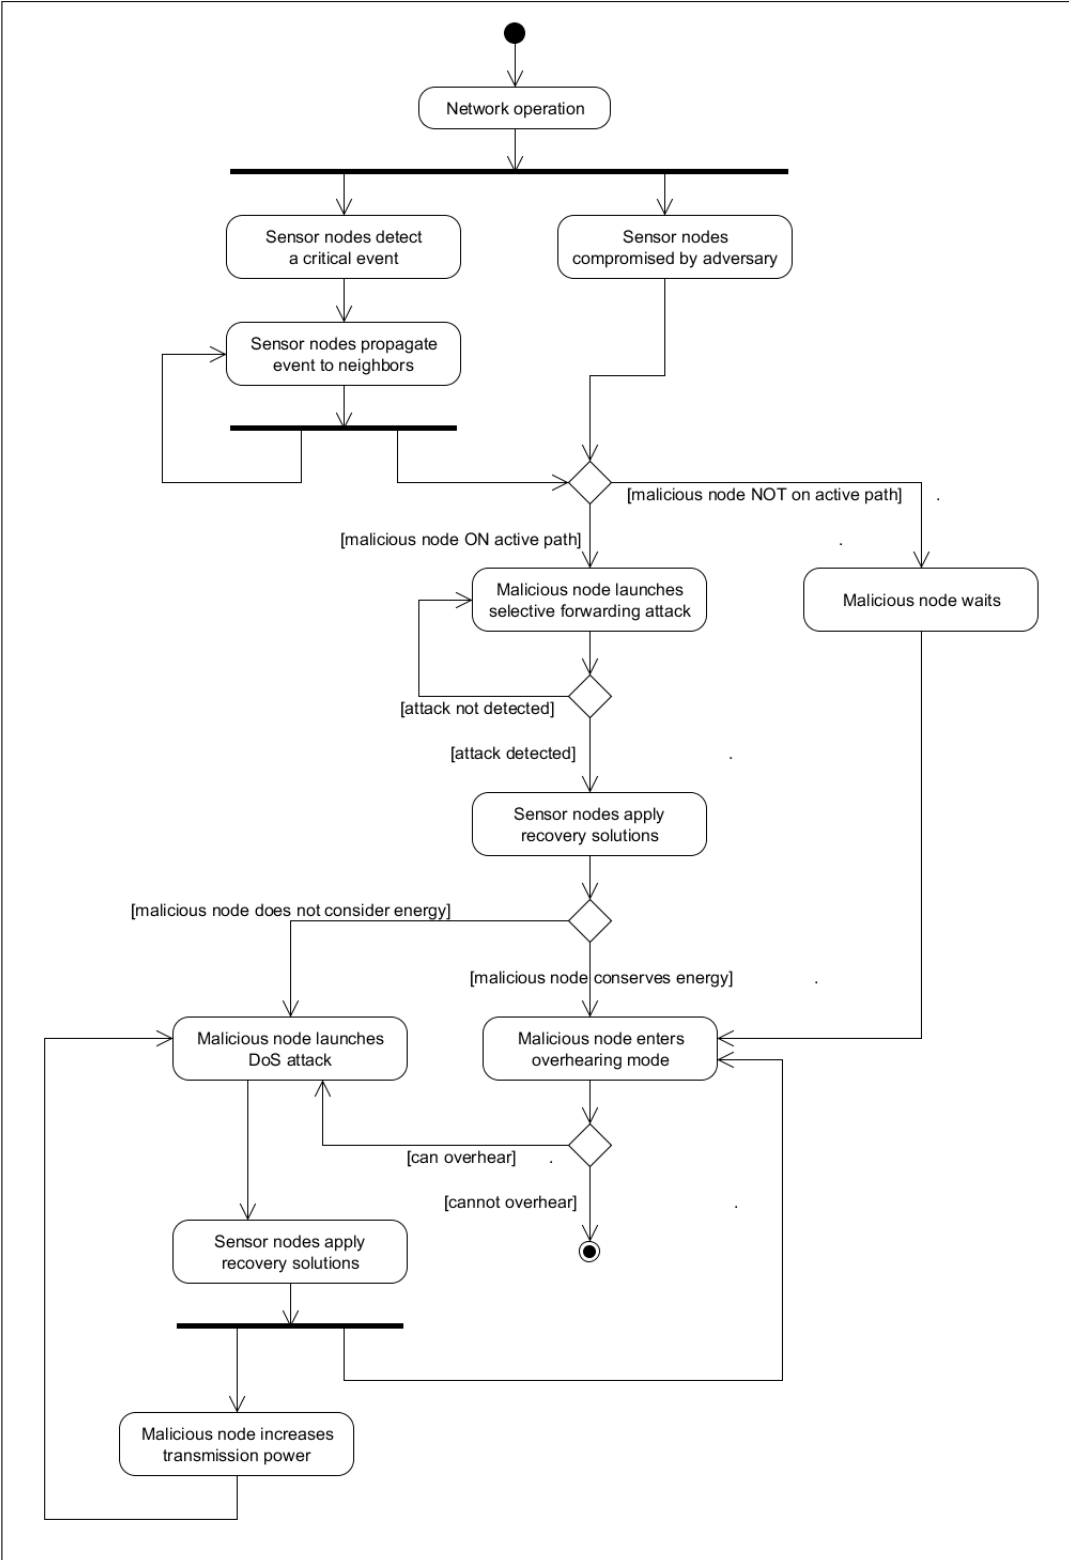 Network operation
Sensor nodes detect
a critical event
Sensor nodes
compromised by adversary
Sensor nodes propagate
event to neighbors
[malicious node NOT on active path]
[malicious node ON active path]
Malicious node launches
selective forwarding attack
Malicious node waits
[attack not detected]
[attack detected]
Sensor nodes apply
recovery solutions
[malicious node does not consider energy]
[malicious node conserves energy]
Malicious node launches
DoS attack
Malicious node enters
overhearing mode
[can overhear]
[cannot overhear]
Sensor nodes apply
recovery solutions
Malicious node increases
transmission power